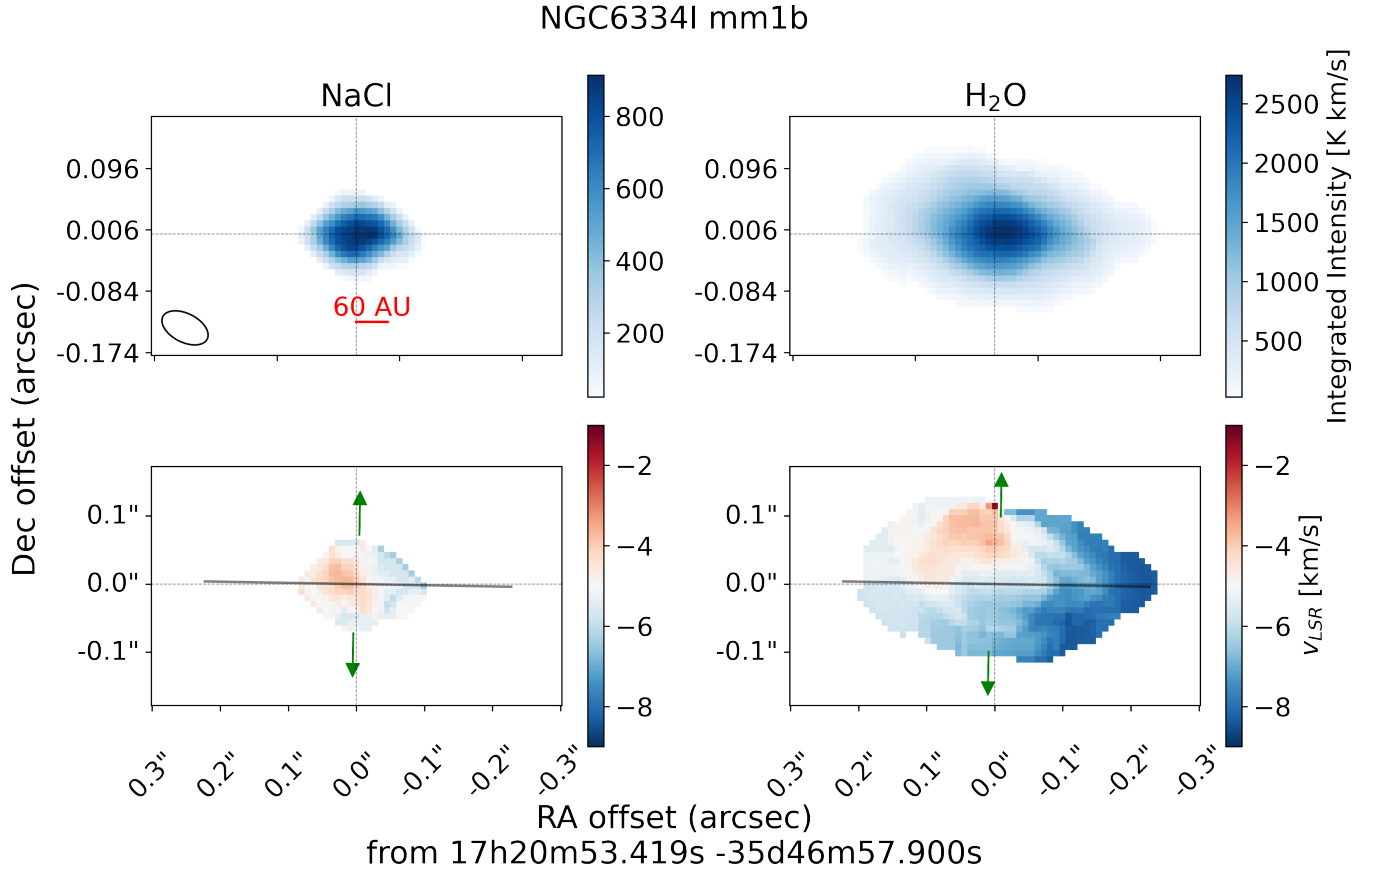 NGC6334I mm1b
NaCl
H₂O
0.096
0.006
-0.084
-0.174
60 AU
800
600
400
200
0.096
0.006
-0.084
-0.174
2500
2000
1500
1000
500
Integrated Intensity [K km/s]
Dec offset (arcsec)
0.1"
0.0"
-0.1"
−2
−4
−6
−8
0.1"
0.0"
-0.1"
−2
−4
−6
−8
v_LSR [km/s]
0.3" 0.2" 0.1" 0.0" -0.1" -0.2" -0.3"
0.3" 0.2" 0.1" 0.0" -0.1" -0.2" -0.3"
RA offset (arcsec)
from 17h20m53.419s -35d46m57.900s